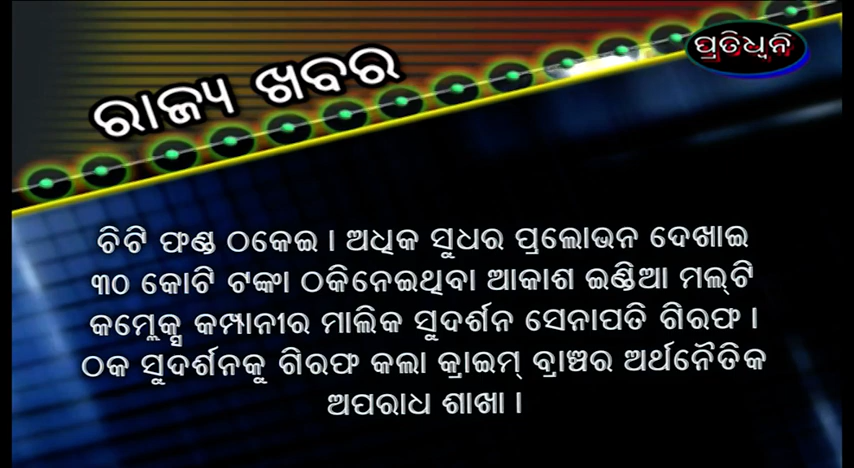 ପ୍ରତିଧ୍ୱନି
ରାଜ୍ୟ ଖବର
ଚିଟି ଫଣ୍ଡ ଠକେଇ । ଅଧିକ ସୁଧର ପ୍ରଲୋଭନ ଦେଖାଇ
୩୦ କୋଟି ଟଙ୍କା ଠକିନେଇଥିବା ଆକାଶ ଇଣ୍ଡିଆ ମଲ୍‌ଟି
କମ୍ପ୍ଲେକ୍ସ କମ୍ପାନୀର ମାଲିକ ସୁଦର୍ଶନ ସେନାପତି ଗିରଫ ।
ଠକ ସୁଦର୍ଶନକୁ ଗିରଫ କଲା କ୍ରାଇମ୍ ବ୍ରାଞ୍ଚର ଅର୍ଥନୈତିକ
ଅପରାଧ ଶାଖା ।